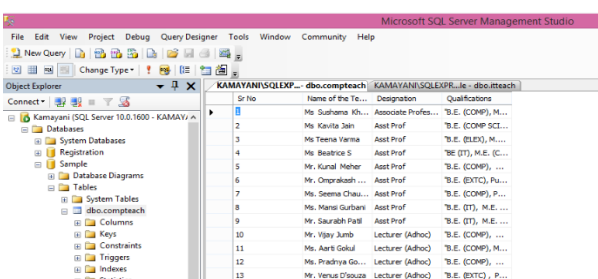 Microsoft SQL Server Management Studio
File Edit View Project Debug Query Designer Tools Window Community Help
New Query
Change Type
Object Explorer
KAMAYANI\SQLEXP...- dbo.compteach KAMAYANI\SQLEXPR...le - dbo.itteach
Connect
Sr No Name of the Te... Designation Qualifications
Kamayani (SQL Server 10.0.1600 - KAMAYA
Databases
System Databases
Registration
Sample
Database Diagrams
Tables
System Tables
dbo.compteach
Columns
Keys
Constraints
Triggers
Indexes
1 Ms Sushama Kh... Associate Profes... "B.E. (COMP), M...
2 Ms Kavita Jain Asst Prof "B.E. (COMP SCI...
3 Ms Teena Varma Asst Prof "B.E. (ELEX), M....
4 Ms Beatrice S Asst Prof "BE (IT), M.E. (C...
5 Mr. Kunal Meher Asst Prof "B.E. (COMP), ...
6 Mr. Omprakash ... Asst Prof "B.E. (EXTC), Pu...
7 Ms. Seema Chau... Asst Prof "B.E. (COMP), P...
8 Ms. Mansi Gurbani Asst Prof "B.E. (IT), M.E. ...
9 Mr. Saurabh Patil Asst Prof "B.E. (IT), M.E. ...
10 Mr. Vijay Jumb Lecturer (Adhoc) "B.E. (COMP), ...
11 Ms. Aarti Gokul Lecturer (Adhoc) "B.E. (COMP), M...
12 Ms. Pradnya Go... Lecturer (Adhoc) "B.E. (COMP), ...
13 Mr. Venus D'souza Lecturer (Adhoc) "B.E. (EXTC) , P...